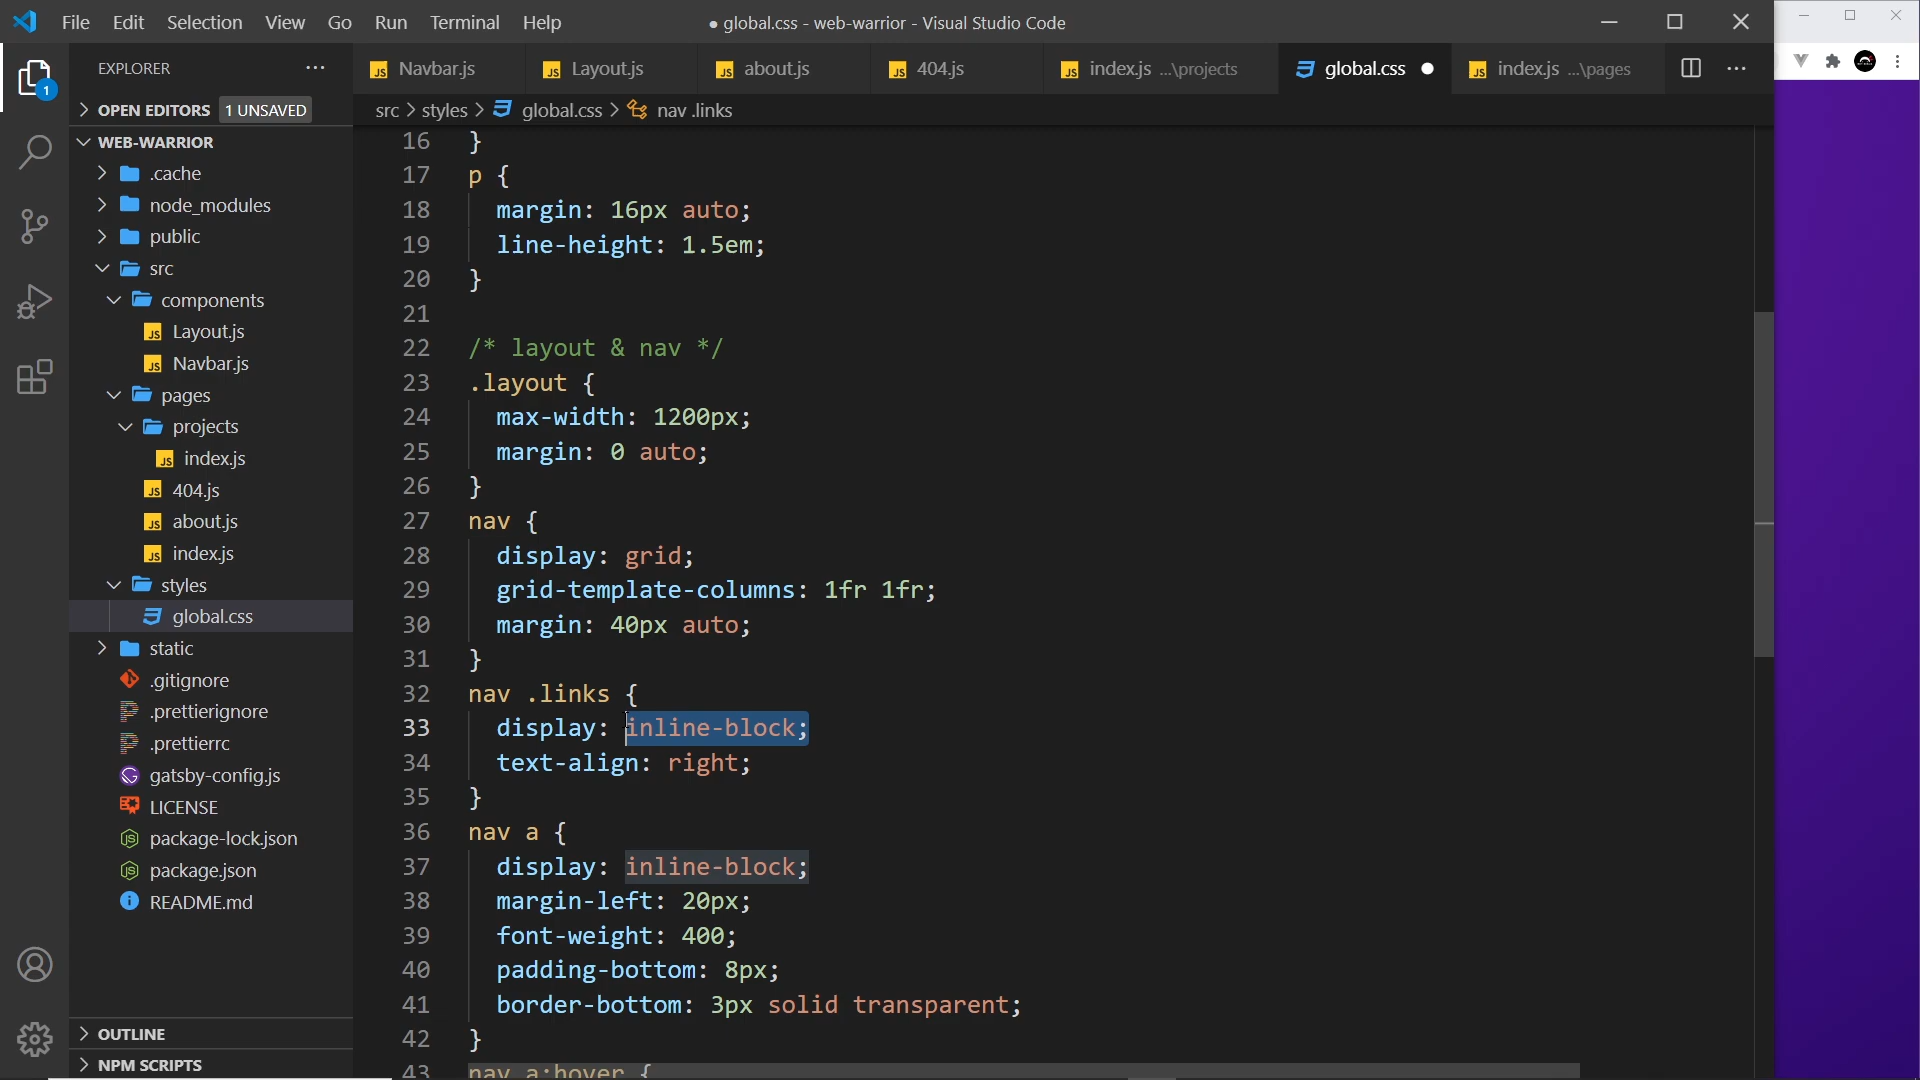 File Edit Selection View Go Run Terminal Help
● global.css - web-warrior - Visual Studio Code
EXPLORER
OPEN EDITORS 1 UNSAVED
WEB-WARRIOR
.cache
node_modules
public
src
components
Layout.js
Navbar.js
pages
projects
index.js
404.js
about.js
index.js
styles
global.css
static
.gitignore
.prettierignore
.prettierrc
gatsby-config.js
LICENSE
package-lock.json
package.json
README.md
OUTLINE
NPM SCRIPTS
1
Navbar.js Layout.js about.js 404.js index.js ...\projects global.css index.js ...\pages
src > styles > global.css > nav .links
16 }
17 p {
18 margin: 16px auto;
19 line-height: 1.5em;
20 }
21
22 /* layout & nav */
23 .layout {
24 max-width: 1200px;
25 margin: 0 auto;
26 }
27 nav {
28 display: grid;
29 grid-template-columns: 1fr 1fr;
30 margin: 40px auto;
31 }
32 nav .links {
33 display: inline-block;
34 text-align: right;
35 }
36 nav a {
37 display: inline-block;
38 margin-left: 20px;
39 font-weight: 400;
40 padding-bottom: 8px;
41 border-bottom: 3px solid transparent;
42 }
43 nav a:hover {